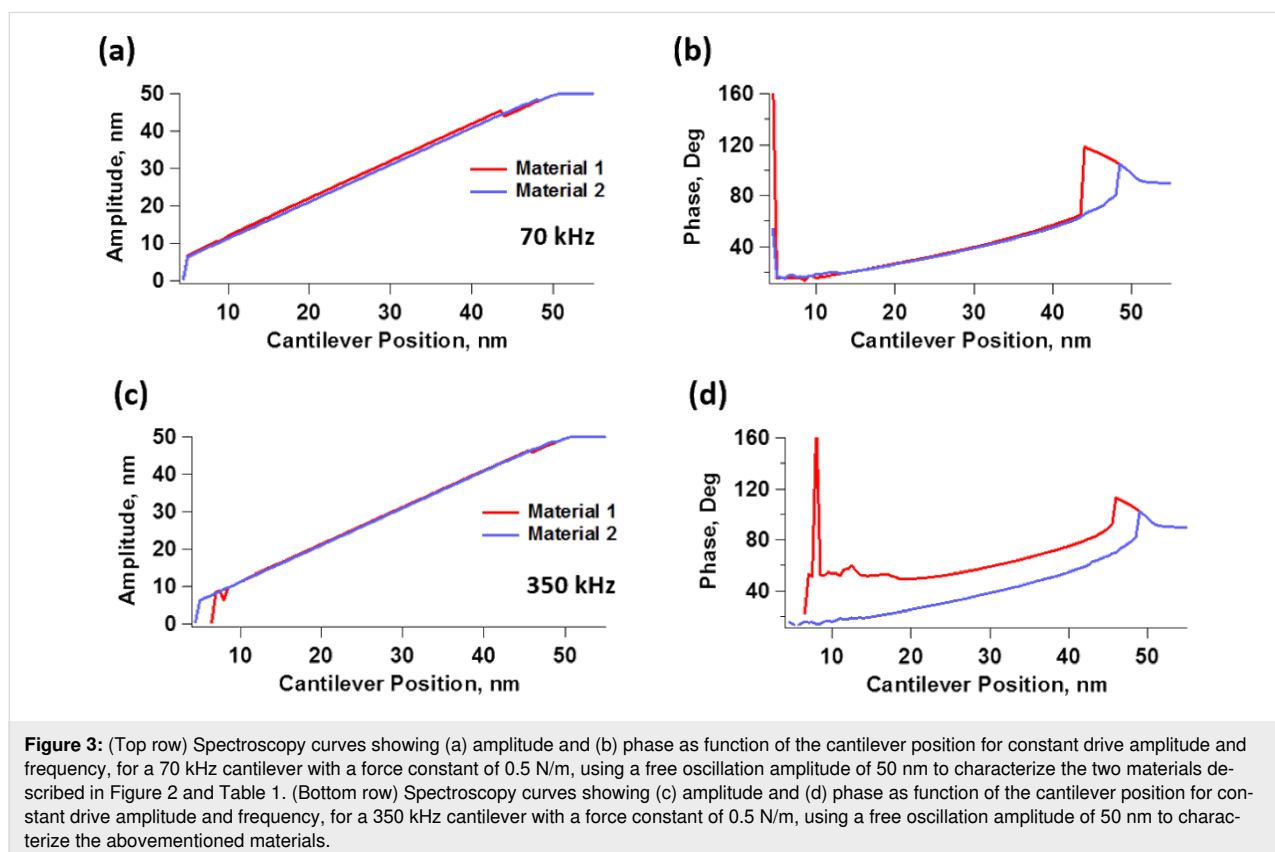 (a)
50
40
30
20
10
0
Amplitude, nm
Material 1
Material 2
70 kHz
10 20 30 40 50
Cantilever Position, nm
(b)
160
120
80
40
Phase, Deg
10 20 30 40 50
Cantilever Position, nm
(c)
50
40
30
20
10
0
Amplitude, nm
Material 1
Material 2
350 kHz
10 20 30 40 50
Cantilever Position, nm
(d)
160
120
80
40
Phase, Deg
10 20 30 40 50
Cantilever Position, nm
Figure 3: (Top row) Spectroscopy curves showing (a) amplitude and (b) phase as function of the cantilever position for constant drive amplitude and
frequency, for a 70 kHz cantilever with a force constant of 0.5 N/m, using a free oscillation amplitude of 50 nm to characterize the two materials de-
scribed in Figure 2 and Table 1. (Bottom row) Spectroscopy curves showing (c) amplitude and (d) phase as function of the cantilever position for con-
stant drive amplitude and frequency, for a 350 kHz cantilever with a force constant of 0.5 N/m, using a free oscillation amplitude of 50 nm to charac-
terize the abovementioned materials.